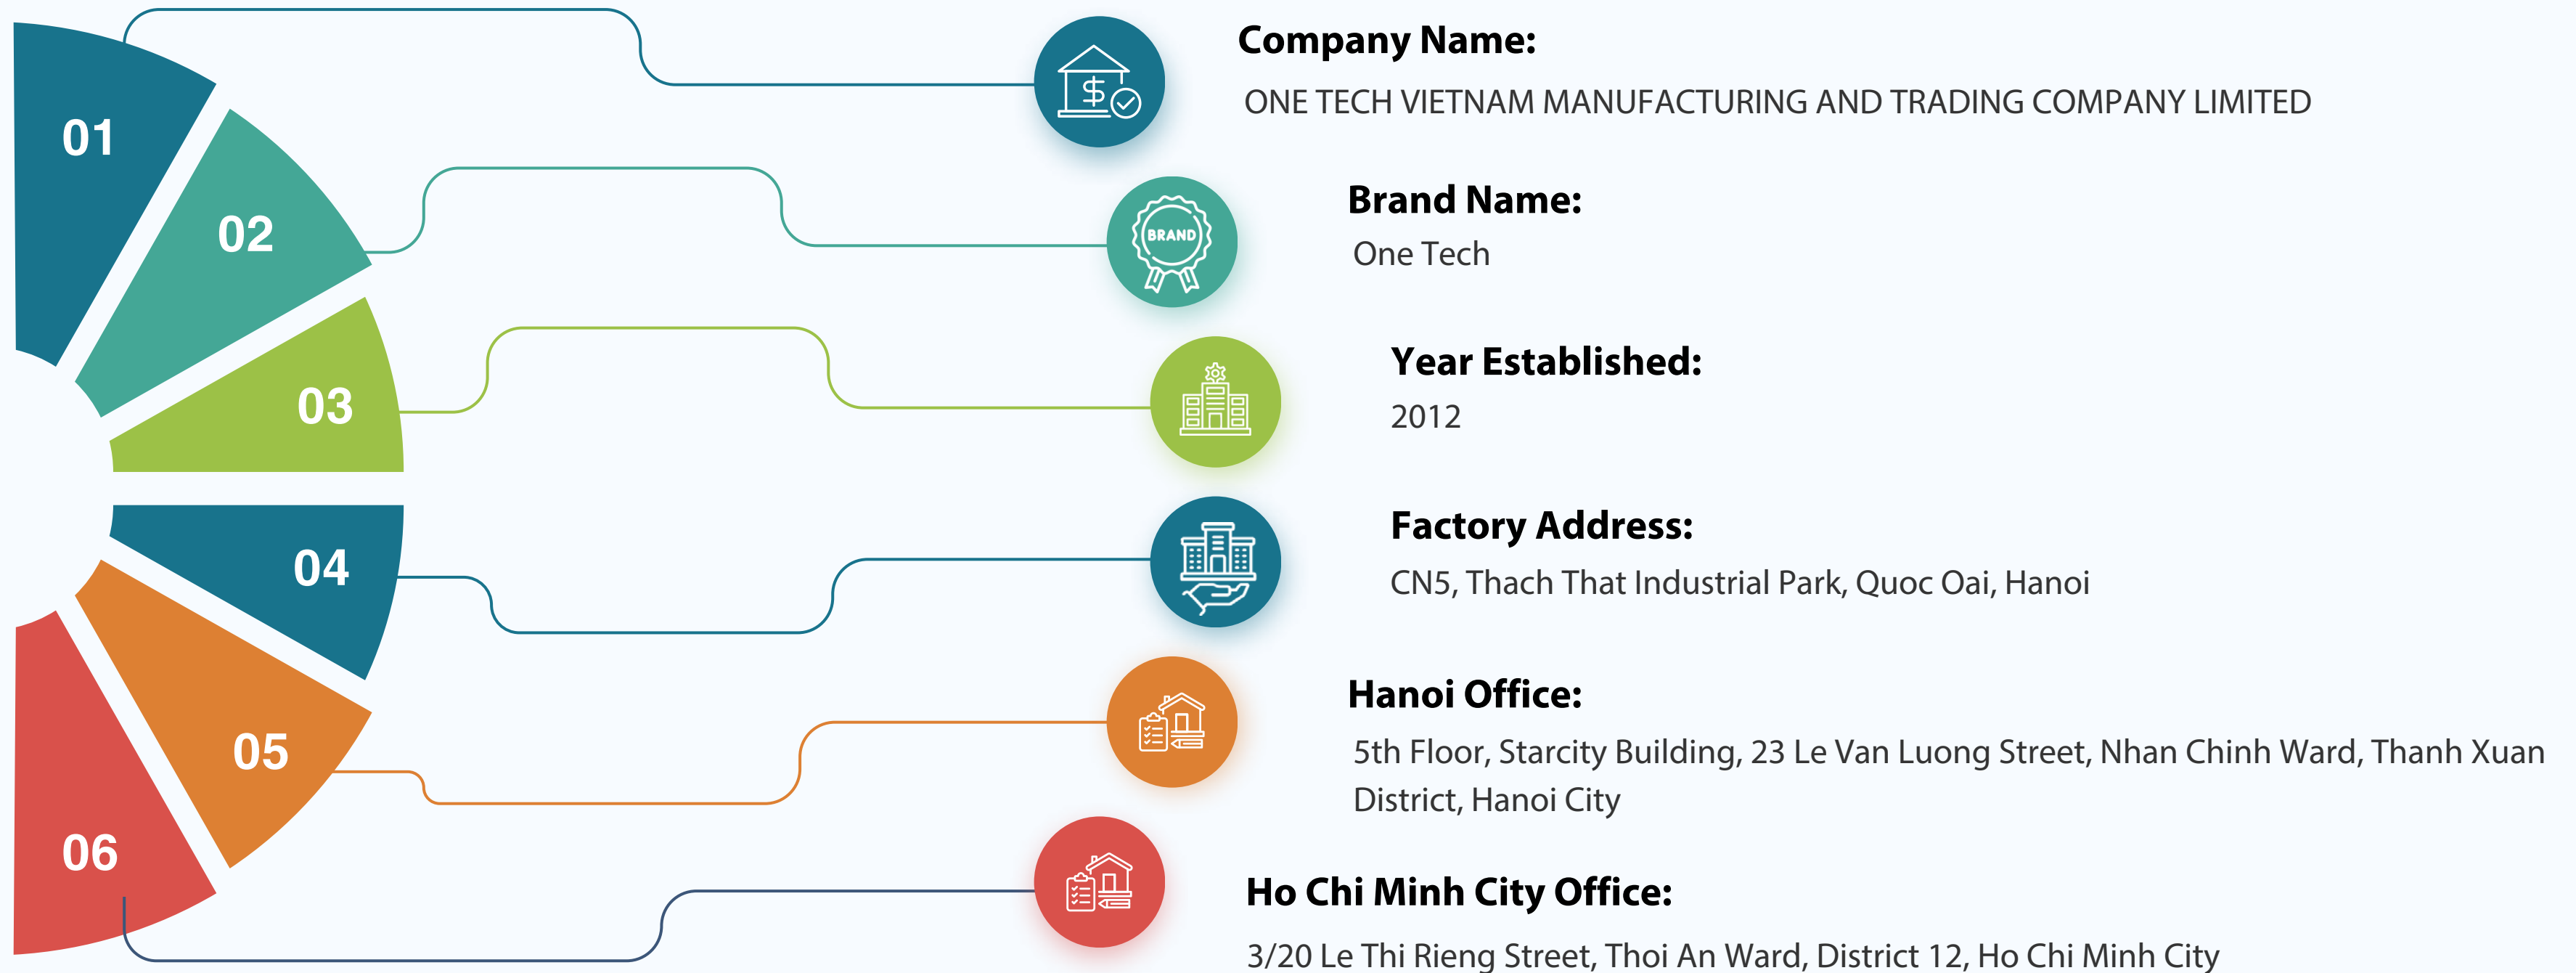 01
Company Name:
ONE TECH VIETNAM MANUFACTURING AND TRADING COMPANY LIMITED
02
BRAND
Brand Name:
One Tech
03
Year Established:
2012
04
Factory Address:
CN5, Thach That Industrial Park, Quoc Oai, Hanoi
05
Hanoi Office:
5th Floor, Starcity Building, 23 Le Van Luong Street, Nhan Chinh Ward, Thanh Xuan
District, Hanoi City
06
Ho Chi Minh City Office:
3/20 Le Thi Rieng Street, Thoi An Ward, District 12, Ho Chi Minh City